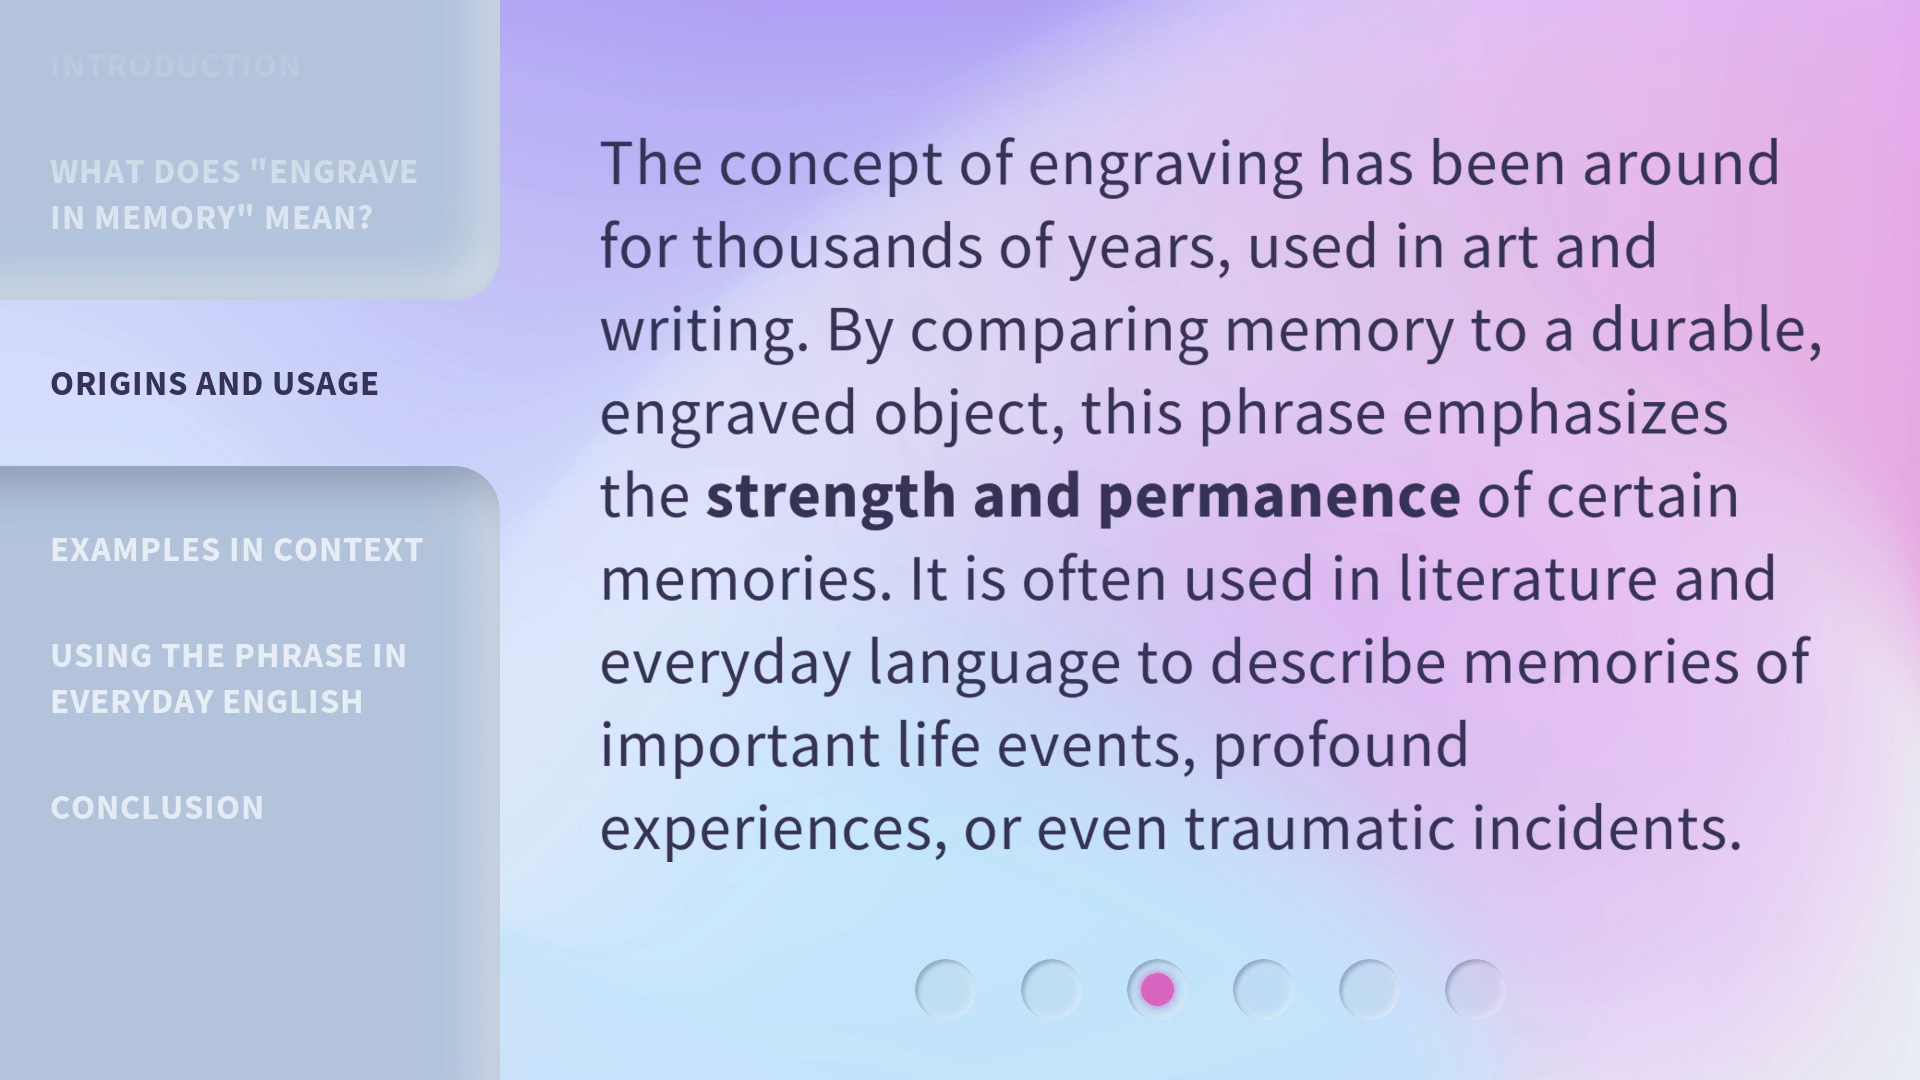 INTRODUCTION
WHAT DOES "ENGRAVE
IN MEMORY" MEAN?
ORIGINS AND USAGE
EXAMPLES IN CONTEXT
USING THE PHRASE IN
EVERYDAY ENGLISH
CONCLUSION
The concept of engraving has been around
for thousands of years, used in art and
writing. By comparing memory to a durable,
engraved object, this phrase emphasizes
the strength and permanence of certain
memories. It is often used in literature and
everyday language to describe memories of
important life events, profound
experiences, or even traumatic incidents.